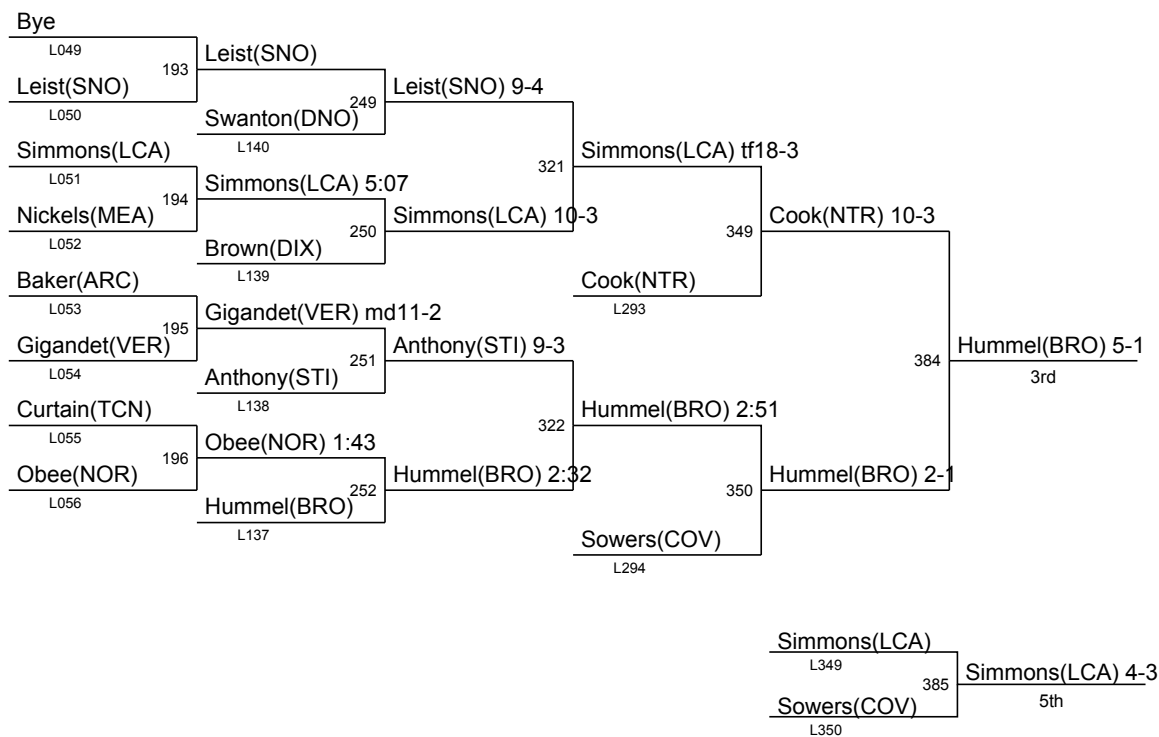 Bye
L049
193
Leist(SNO)
Leist(SNO)
L050
249
Leist(SNO) 9-4
Swanton(DNO)
L140
Simmons(LCA)
L051
194
Simmons(LCA) 5:07
Nickels(MEA)
L052
250
Simmons(LCA) 10-3
Brown(DIX)
L139
321
Simmons(LCA) tf18-3
349
Cook(NTR) 10-3
Cook(NTR)
L293
Baker(ARC)
L053
195
Gigandet(VER) md11-2
Gigandet(VER)
L054
251
Anthony(STI) 9-3
Anthony(STI)
L138
Curtain(TCN)
L055
196
Obee(NOR) 1:43
Obee(NOR)
L056
252
Hummel(BRO) 2:32
Hummel(BRO)
L137
322
Hummel(BRO) 2:51
350
Hummel(BRO) 2-1
Sowers(COV)
L294
384
Hummel(BRO) 5-1
3rd
Simmons(LCA)
L349
385
Simmons(LCA) 4-3
5th
Sowers(COV)
L350